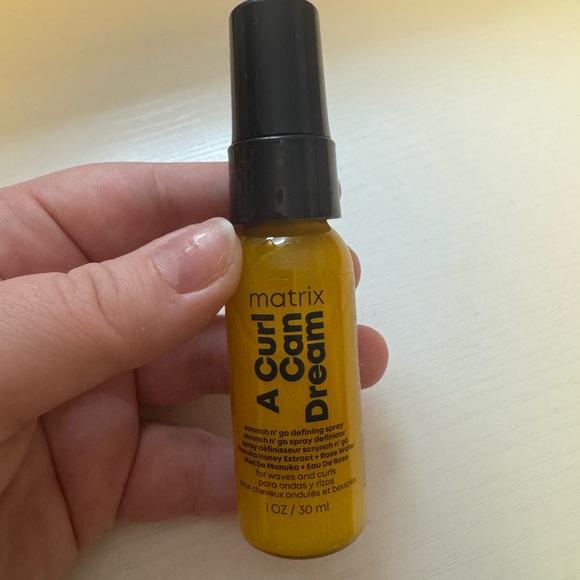 matrix
A Curl
Can
Dream
scrunch n' go defining spray
scrunch n' go spray definidor
spray définisseur scrunch n' go
Manuka Honey Extract + Rose Water
Miel De Manuka + Eau De Rose
for waves and curls
para ondas y rizos
pour cheveux ondulés et bouclés
1 OZ / 30 ml